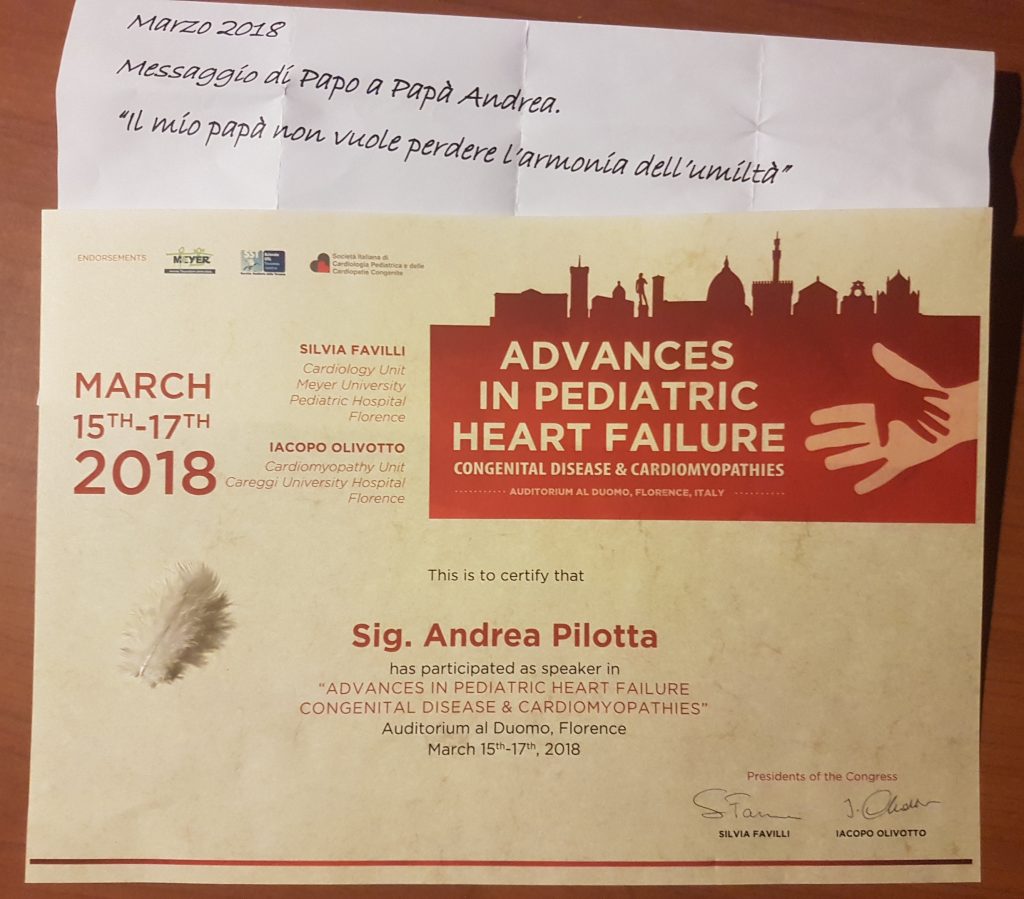 Marzo 2018
Messaggio di Papo a Papà Andrea.
"Il mio papà non vuole perdere l'armonia dell'umiltà"
ENDORSEMENTS
MEYER
Società Italiana di
Cardiologia Pediatrica e delle
Cardiopatie Congenite
MARCH
15TH-17TH
2018
SILVIA FAVILLI
Cardiology Unit
Meyer University
Pediatric Hospital
Florence
IACOPO OLIVOTTO
Cardiomyopathy Unit
Careggi University Hospital
Florence
ADVANCES
IN PEDIATRIC
HEART FAILURE
CONGENITAL DISEASE & CARDIOMYOPATHIES
AUDITORIUM AL DUOMO, FLORENCE, ITALY
This is to certify that
Sig. Andrea Pilotta
has participated as speaker in
"ADVANCES IN PEDIATRIC HEART FAILURE
CONGENITAL DISEASE & CARDIOMYOPATHIES"
Auditorium al Duomo, Florence
March 15th-17th, 2018
Presidents of the Congress
SILVIA FAVILLI
IACOPO OLIVOTTO